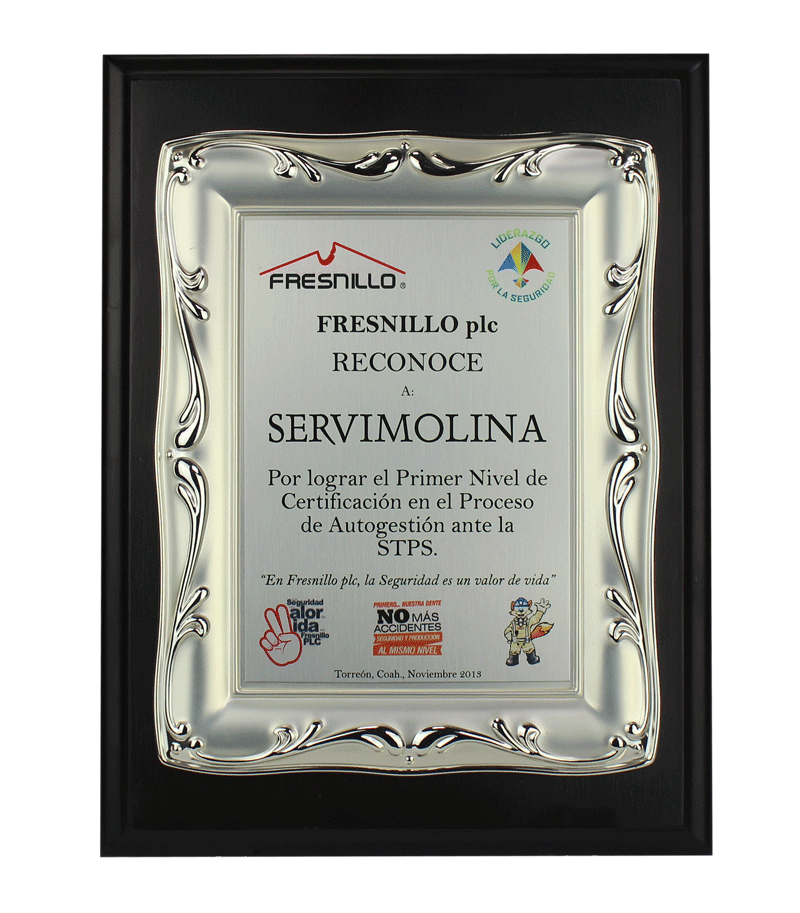 FRESNILLO®
LIDERAZGO
POR LA SEGURIDAD
FRESNILLO plc
RECONOCE
A:
SERVIMOLINA
Por lograr el Primer Nivel de
Certificación en el Proceso
de Autogestión ante la
STPS.
“En Fresnillo plc, la Seguridad es un valor de vida”
Seguridad
Valor
Vida
Fresnillo
PLC
PRIMERO... NUESTRA GENTE
NO MÁS
ACCIDENTES
SEGURIDAD Y PRODUCCIÓN
AL MISMO NIVEL
Torreón, Coah., Noviembre 2013